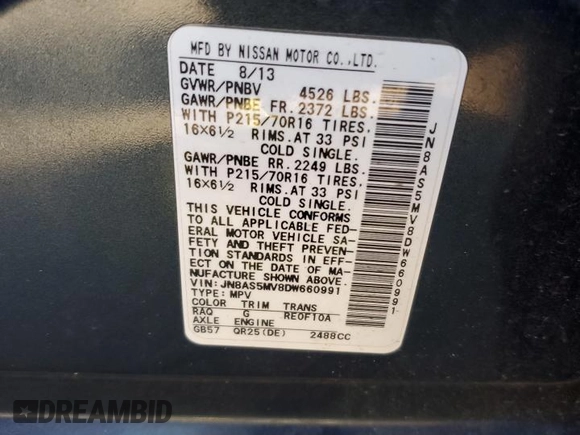 MFD BY NISSAN MOTOR CO.,LTD.
DATE 8/13
GVWR/PNBV 4526 LBS.
GAWR/PNBE FR. 2372 LBS.
WITH P215/70R16 TIRES.
16X6½ RIMS.AT 33 PSI
COLD SINGLE.
GAWR/PNBE RR. 2249 LBS.
WITH P215/70R16 TIRES.
16X6½ RIMS.AT 33 PSI
COLD SINGLE.
THIS VEHICLE CONFORMS
TO ALL APPLICABLE FED-
ERAL MOTOR VEHICLE SA-
FETY AND THEFT PREVEN-
TION STANDARDS IN EFF-
ECT ON THE DATE OF MA-
NUFACTURE SHOWN ABOVE.
VIN: JN8AS5MV8DW660991
TYPE: MPV
COLOR TRIM TRANS
RAQ G RE0F10A
AXLE ENGINE
GB57 QR25(DE) 2488CC
JN8AS5MV8DW660991
DREAMBID